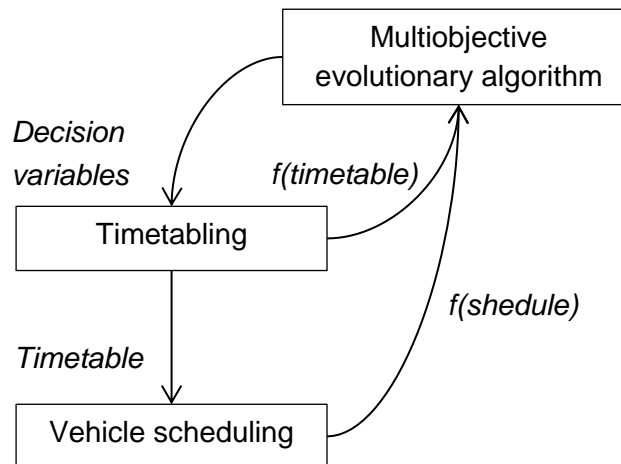 Multiobjective
evolutionary algorithm
Decision
variables
f(timetable)
Timetabling
f(shedule)
Timetable
Vehicle scheduling